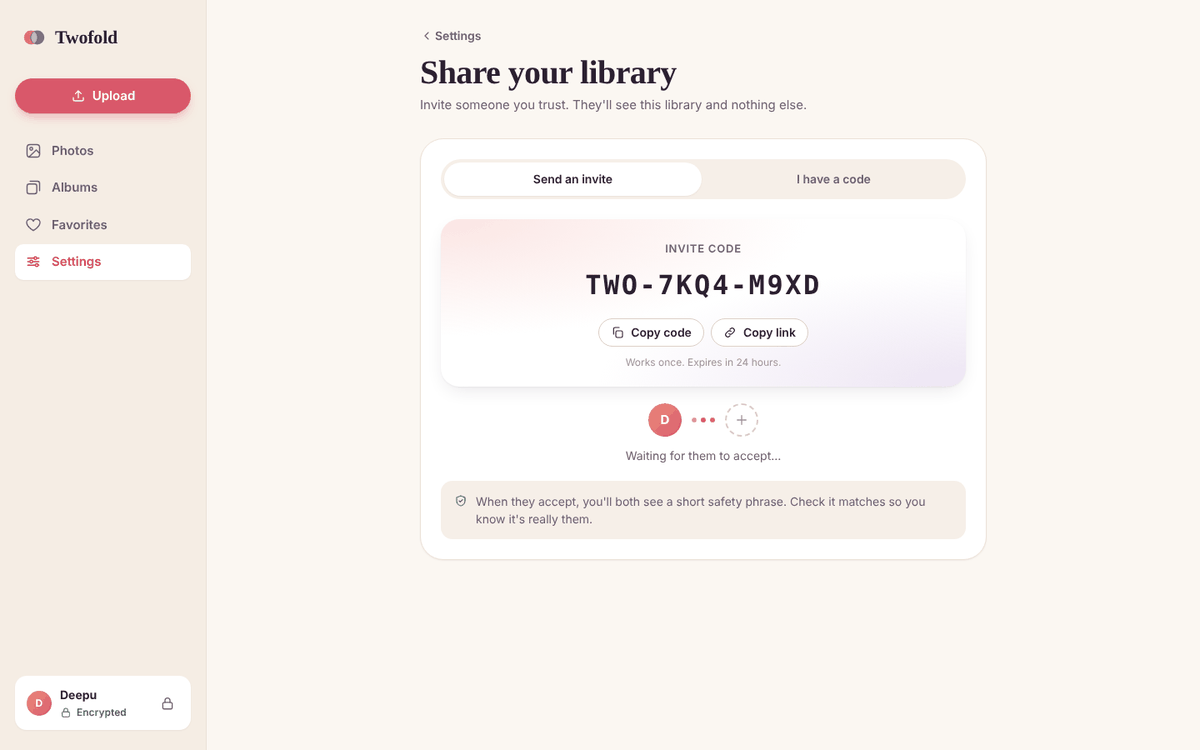 Twofold
Upload
Photos
Albums
Favorites
Settings
D
Deepu
Encrypted
Settings
Share your library
Invite someone you trust. They'll see this library and nothing else.
Send an invite
I have a code
INVITE CODE
TWO-7KQ4-M9XD
Copy code
Copy link
Works once. Expires in 24 hours.
D
Waiting for them to accept...
When they accept, you'll both see a short safety phrase. Check it matches so you
know it's really them.